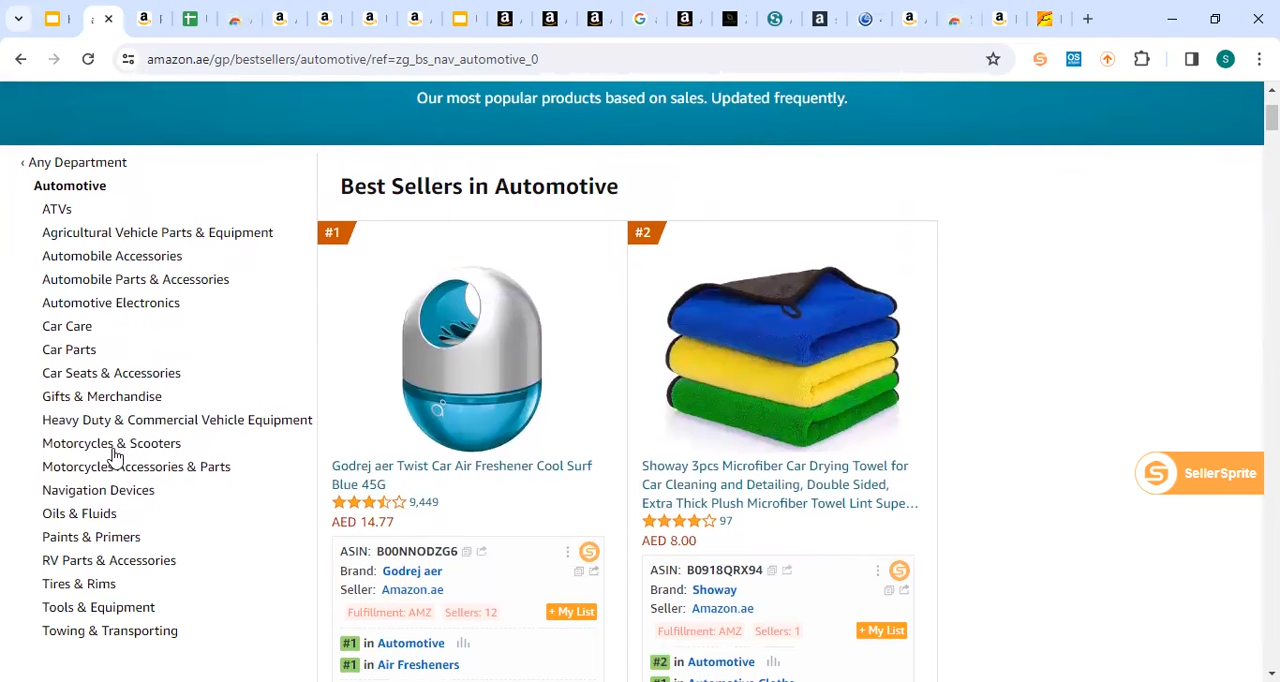 amazon.ae/gp/bestsellers/automotive/ref=zg_bs_nav_automotive_0
OS
S
Our most popular products based on sales. Updated frequently.
‹ Any Department
Automotive
ATVs
Agricultural Vehicle Parts & Equipment
Automobile Accessories
Automobile Parts & Accessories
Automotive Electronics
Car Care
Car Parts
Car Seats & Accessories
Gifts & Merchandise
Heavy Duty & Commercial Vehicle Equipment
Motorcycles & Scooters
Motorcycles Accessories & Parts
Navigation Devices
Oils & Fluids
Paints & Primers
RV Parts & Accessories
Tires & Rims
Tools & Equipment
Towing & Transporting
Best Sellers in Automotive
#1
Godrej aer Twist Car Air Freshener Cool Surf
Blue 45G
9,449
AED 14.77
ASIN: B00NNODZG6
Brand: Godrej aer
Seller: Amazon.ae
Fulfillment: AMZ Sellers: 12 + My List
#1 in Automotive
#1 in Air Fresheners
#2
Showay 3pcs Microfiber Car Drying Towel for
Car Cleaning and Detailing, Double Sided,
Extra Thick Plush Microfiber Towel Lint Supe...
97
AED 8.00
ASIN: B0918QRX94
Brand: Showay
Seller: Amazon.ae
Fulfillment: AMZ Sellers: 1 + My List
#2 in Automotive
SellerSprite